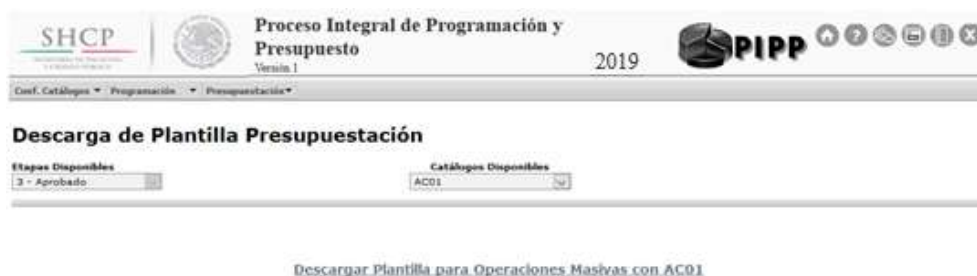 SHCP
Proceso Integral de Programación y
Presupuesto
Versión 1
2019
PIPP
Conf. Catálogos Programación Presupuestación
Descarga de Plantilla Presupuestación
Etapas Disponibles
Catálogos Disponibles
3 - Aprobado
AC01
Descargar Plantilla para Operaciones Masivas con AC01